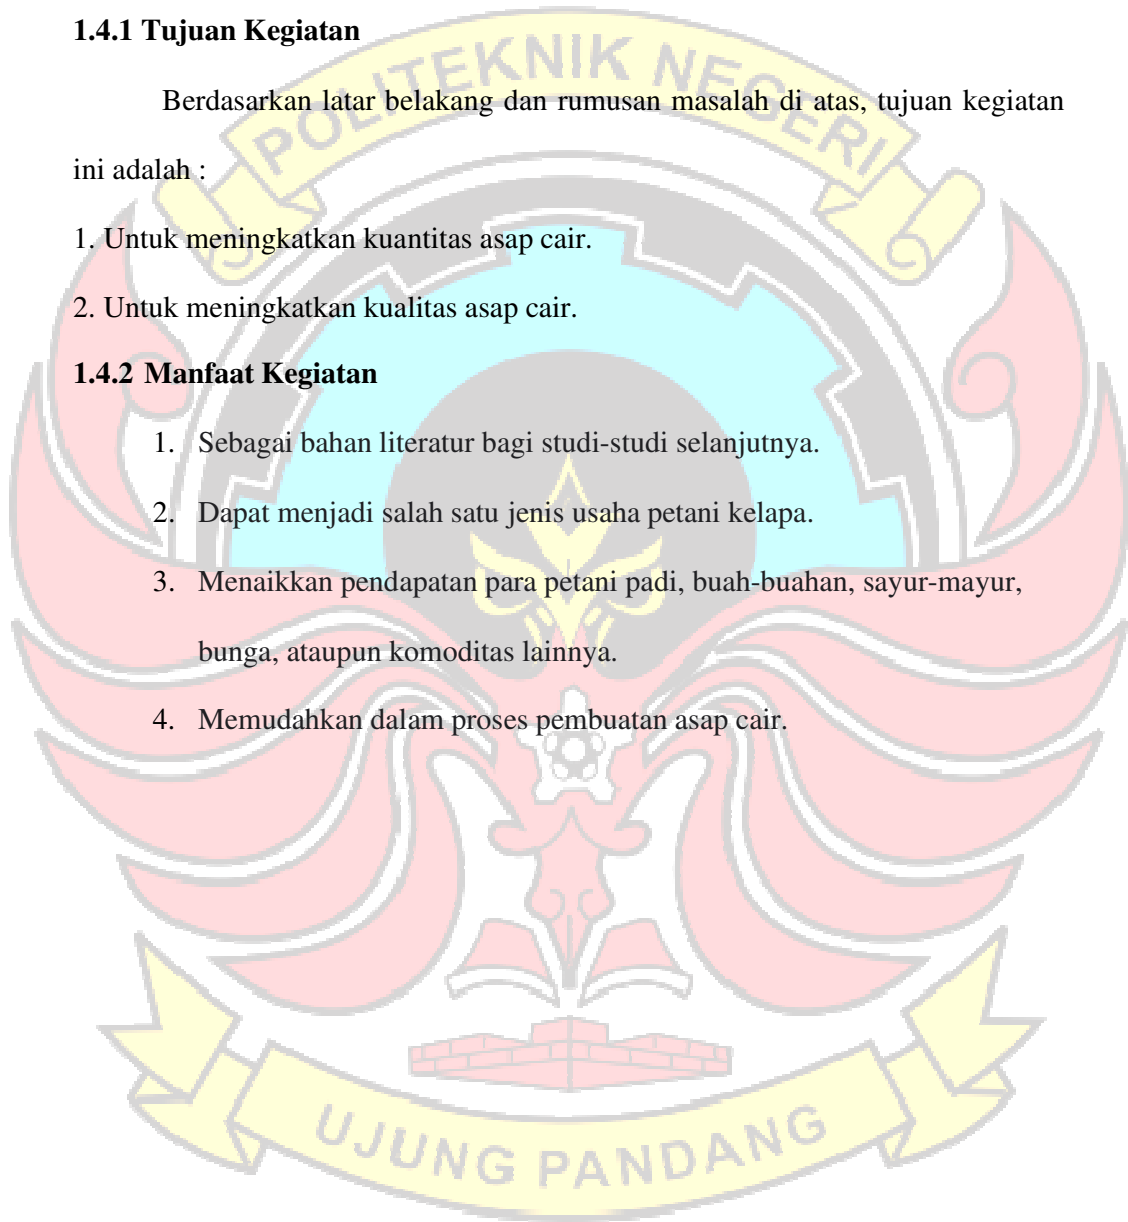 1.4.1 Tujuan Kegiatan
Berdasarkan latar belakang dan rumusan masalah di atas, tujuan kegiatan
ini adalah :
1. Untuk meningkatkan kuantitas asap cair.
2. Untuk meningkatkan kualitas asap cair.
1.4.2 Manfaat Kegiatan
1. Sebagai bahan literatur bagi studi-studi selanjutnya.
2. Dapat menjadi salah satu jenis usaha petani kelapa.
3. Menaikkan pendapatan para petani padi, buah-buahan, sayur-mayur,
bunga, ataupun komoditas lainnya.
4. Memudahkan dalam proses pembuatan asap cair.
POLITEKNIK NEGERI
UJUNG PANDANG